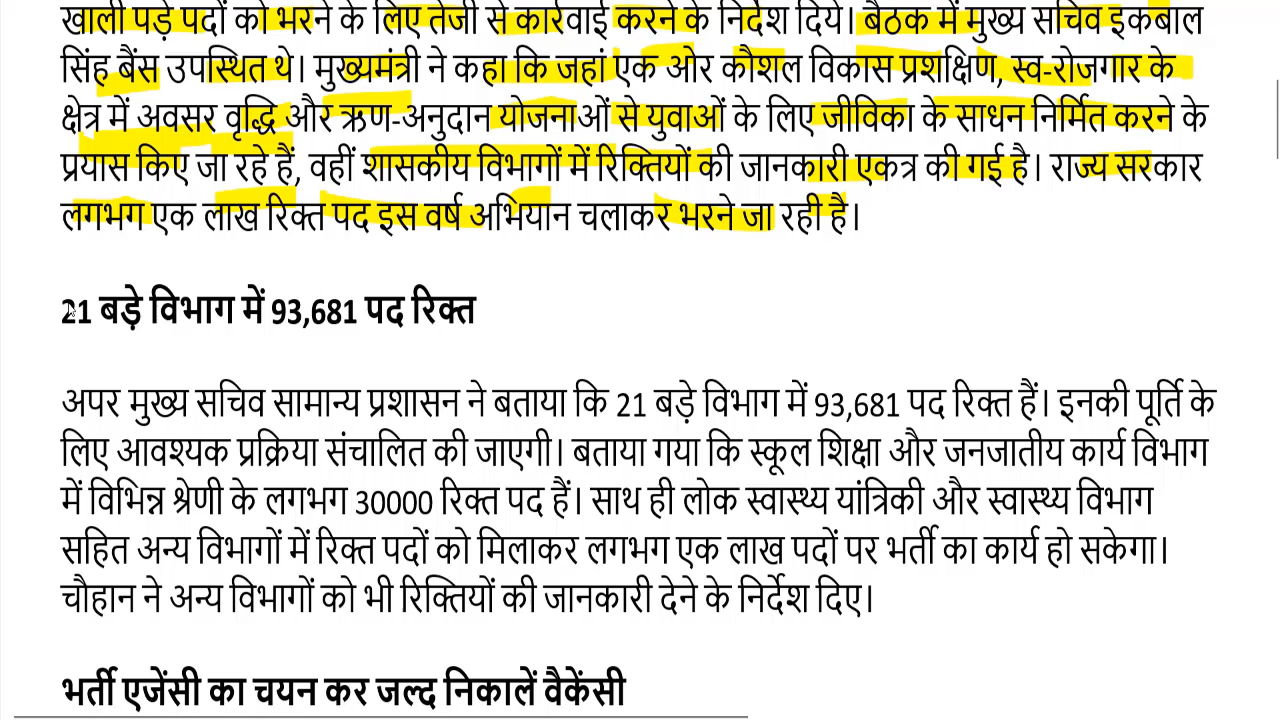 खाली पड़े पदों को भरने के लिए तेजी से कार्रवाई करने के निर्देश दिये। बैठक में मुख्य सचिव इकबाल
सिंह बैंस उपस्थित थे। मुख्यमंत्री ने कहा कि जहां एक ओर कौशल विकास प्रशक्षिण, स्व-रोजगार के
क्षेत्र में अवसर वृद्धि और ऋण-अनुदान योजनाओं से युवाओं के लिए जीविका के साधन निर्मित करने के
प्रयास किए जा रहे हैं, वहीं शासकीय विभागों में रिक्तियों की जानकारी एकत्र की गई है। राज्य सरकार
लगभग एक लाख रिक्त पद इस वर्ष अभियान चलाकर भरने जा रही है।
21 बड़े विभाग में 93,681 पद रिक्त
अपर मुख्य सचिव सामान्य प्रशासन ने बताया कि 21 बड़े विभाग में 93,681 पद रिक्त हैं। इनकी पूर्ति के
लिए आवश्यक प्रक्रिया संचालित की जाएगी। बताया गया कि स्कूल शिक्षा और जनजातीय कार्य विभाग
में विभिन्न श्रेणी के लगभग 30000 रिक्त पद हैं। साथ ही लोक स्वास्थ्य यांत्रिकी और स्वास्थ्य विभाग
सहित अन्य विभागों में रिक्त पदों को मिलाकर लगभग एक लाख पदों पर भर्ती का कार्य हो सकेगा।
चौहान ने अन्य विभागों को भी रिक्तियों की जानकारी देने के निर्देश दिए।
भर्ती एजेंसी का चयन कर जल्द निकालें वैकेंसी